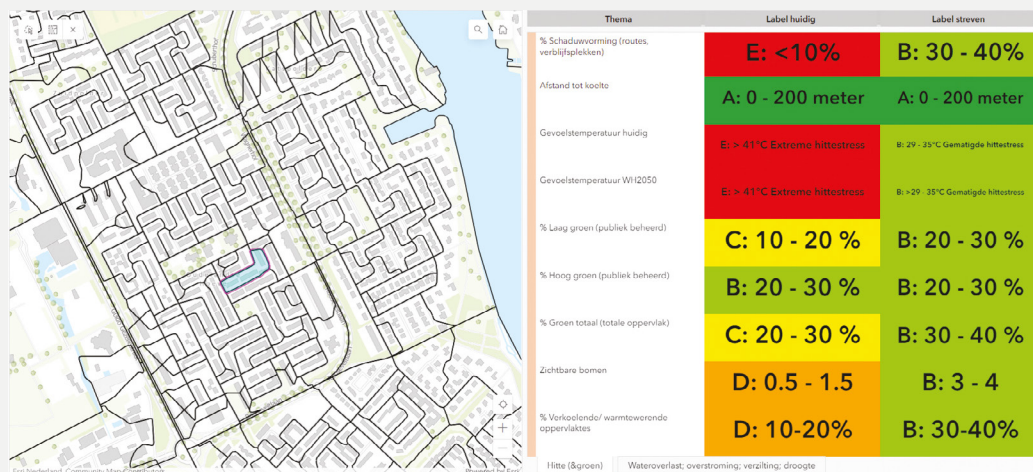 Thema Label huidig Label streven
% Schaduwvorming (routes,
verblijfsplekken)
E: <10% B: 30 - 40%
Afstand tot koelte
A: 0 - 200 meter A: 0 - 200 meter
Gevoelstemperatuur huidig
E: > 41°C Extreme hittestress B: 29 - 35°C Gematigde hittestress
Gevoelstemperatuur WH2050
E: > 41°C Extreme hittestress B: >29 - 35°C Gematigde hittestress
% Laag groen (publiek beheerd)
C: 10 - 20 % B: 20 - 30 %
% Hoog groen (publiek beheerd)
B: 20 - 30 % B: 20 - 30 %
% Groen totaal (totale oppervlak)
C: 20 - 30 % B: 30 - 40 %
Zichtbare bomen
D: 0.5 - 1.5 B: 3 - 4
% Verkoelende/ warmtewerende
oppervlaktes
D: 10-20% B: 30-40%
Hitte (&groen) Wateroverlast; overstroming; verzilting; droogte
Esri Nederland, Community Map Contributors
Powered by Esri